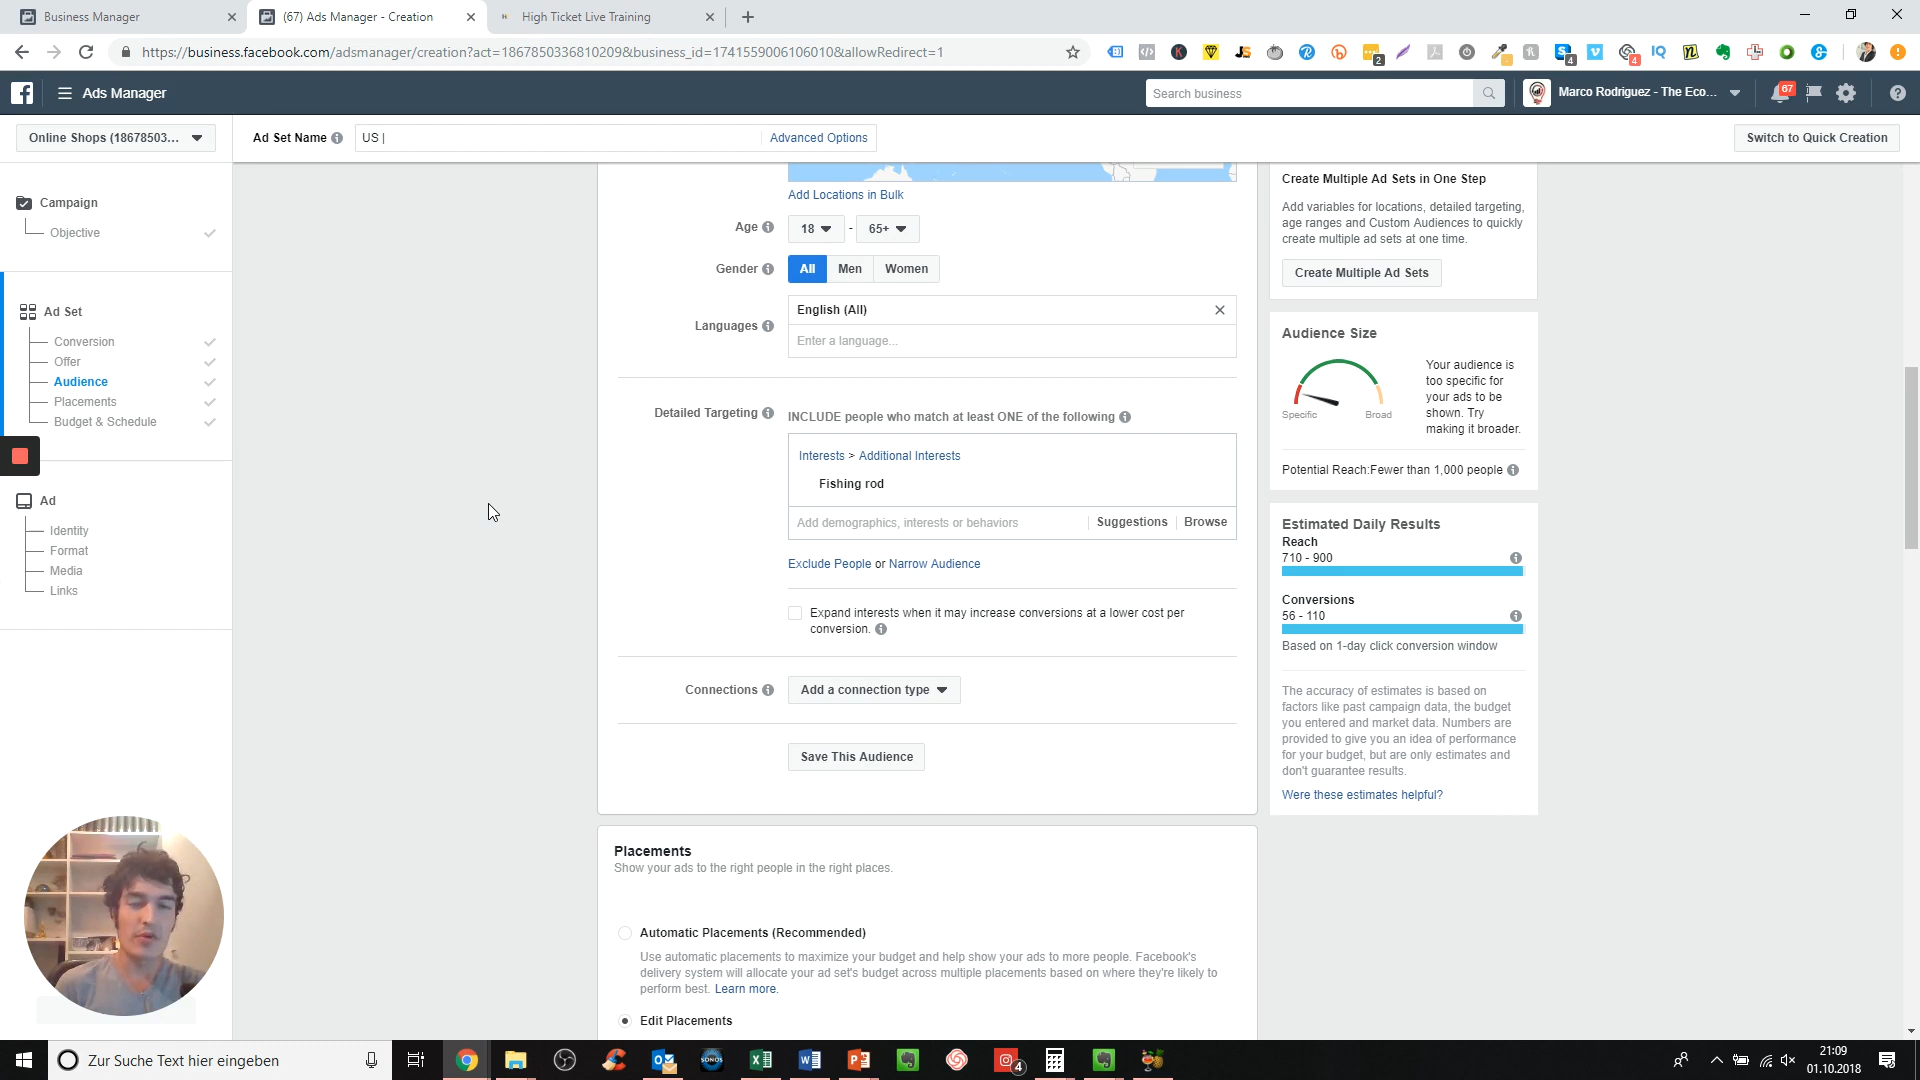 Business Manager
(67) Ads Manager - Creation
High Ticket Live Training
https://business.facebook.com/adsmanager/creation?act=1867850336810209&business_id=1741559006106010&allowRedirect=1
Ads Manager
Search business
Marco Rodriguez - The Eco...
67
Online Shops (18678503...
Ad Set Name
US |
Advanced Options
Switch to Quick Creation
Campaign
Objective
Ad Set
Conversion
Offer
Audience
Placements
Budget & Schedule
Ad
Identity
Format
Media
Links
Add Locations in Bulk
Age
18
-
65+
Gender
All
Men
Women
Languages
English (All)
Enter a language...
Detailed Targeting
INCLUDE people who match at least ONE of the following
Interests > Additional Interests
Fishing rod
Add demographics, interests or behaviors
Suggestions
Browse
Exclude People or Narrow Audience
Expand interests when it may increase conversions at a lower cost per
conversion.
Connections
Add a connection type
Save This Audience
Placements
Show your ads to the right people in the right places.
Automatic Placements (Recommended)
Use automatic placements to maximize your budget and help show your ads to more people. Facebook's
delivery system will allocate your ad set's budget across multiple placements based on where they're likely to
perform best. Learn more.
Edit Placements
Create Multiple Ad Sets in One Step
Add variables for locations, detailed targeting,
age ranges and Custom Audiences to quickly
create multiple ad sets at one time.
Create Multiple Ad Sets
Audience Size
Specific
Broad
Your audience is
too specific for
your ads to be
shown. Try
making it broader.
Potential Reach:Fewer than 1,000 people
Estimated Daily Results
Reach
710 - 900
Conversions
56 - 110
Based on 1-day click conversion window
The accuracy of estimates is based on
factors like past campaign data, the budget
you entered and market data. Numbers are
provided to give you an idea of performance
for your budget, but are only estimates and
don't guarantee results.
Were these estimates helpful?
Zur Suche Text hier eingeben
SONOS
4
21:09
01.10.2018